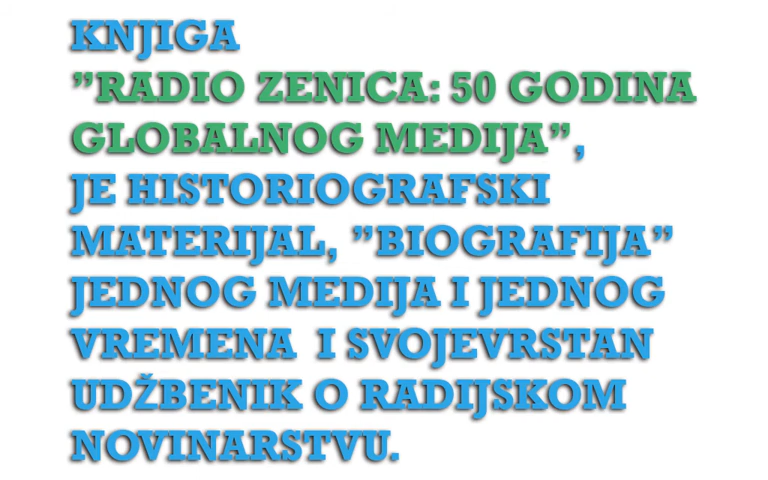 KNJIGA
”RADIO ZENICA: 50 GODINA
GLOBALNOG MEDIJA”,
JE HISTORIOGRAFSKI
MATERIJAL, ”BIOGRAFIJA”
JEDNOG MEDIJA I JEDNOG
VREMENA I SVOJEVRSTAN
UDŽBENIK O RADIJSKOM
NOVINARSTVU.